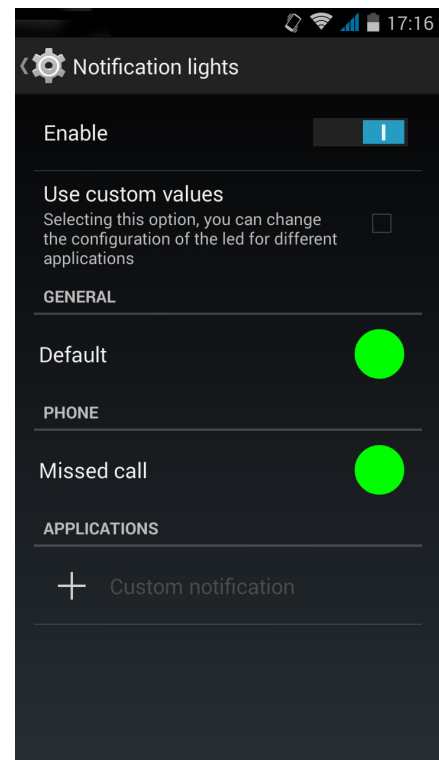 17:16
Notification lights
Enable
Use custom values
Selecting this option, you can change
the configuration of the led for different
applications
GENERAL
Default
PHONE
Missed call
APPLICATIONS
Custom notification